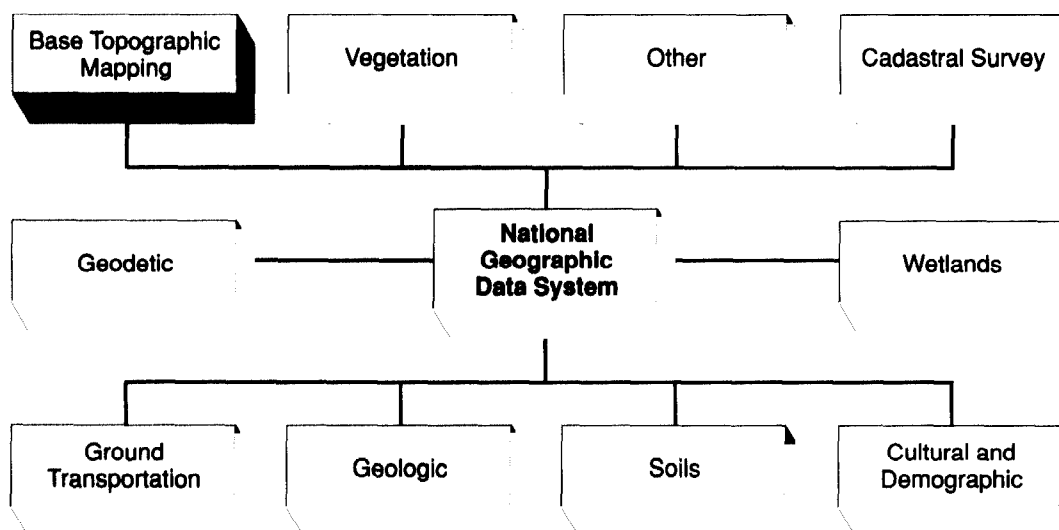 Base Topographic
Mapping
Vegetation
Other
Cadastral Survey
Geodetic
National
Geographic
Data System
Wetlands
Ground
Transportation
Geologic
Soils
Cultural and
Demographic